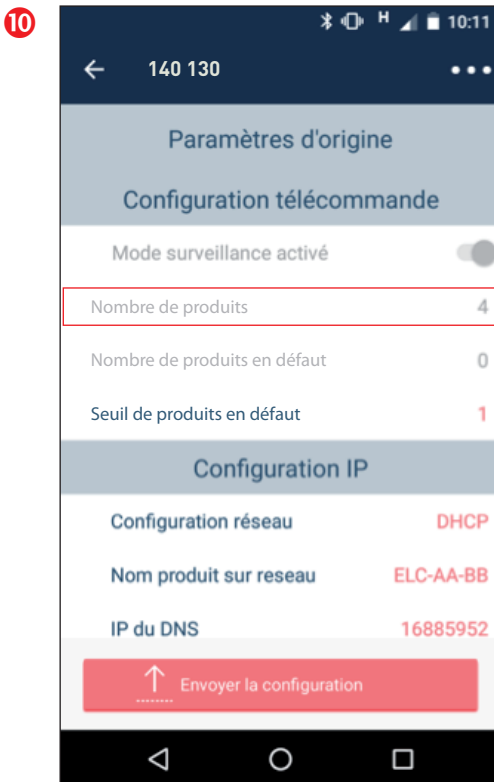 10
H 10:11
140 130
Paramètres d'origine
Configuration télécommande
Mode surveillance activé
Nombre de produits 4
Nombre de produits en défaut 0
Seuil de produits en défaut 1
Configuration IP
Configuration réseau DHCP
Nom produit sur reseau ELC-AA-BB
IP du DNS 16885952
Envoyer la configuration